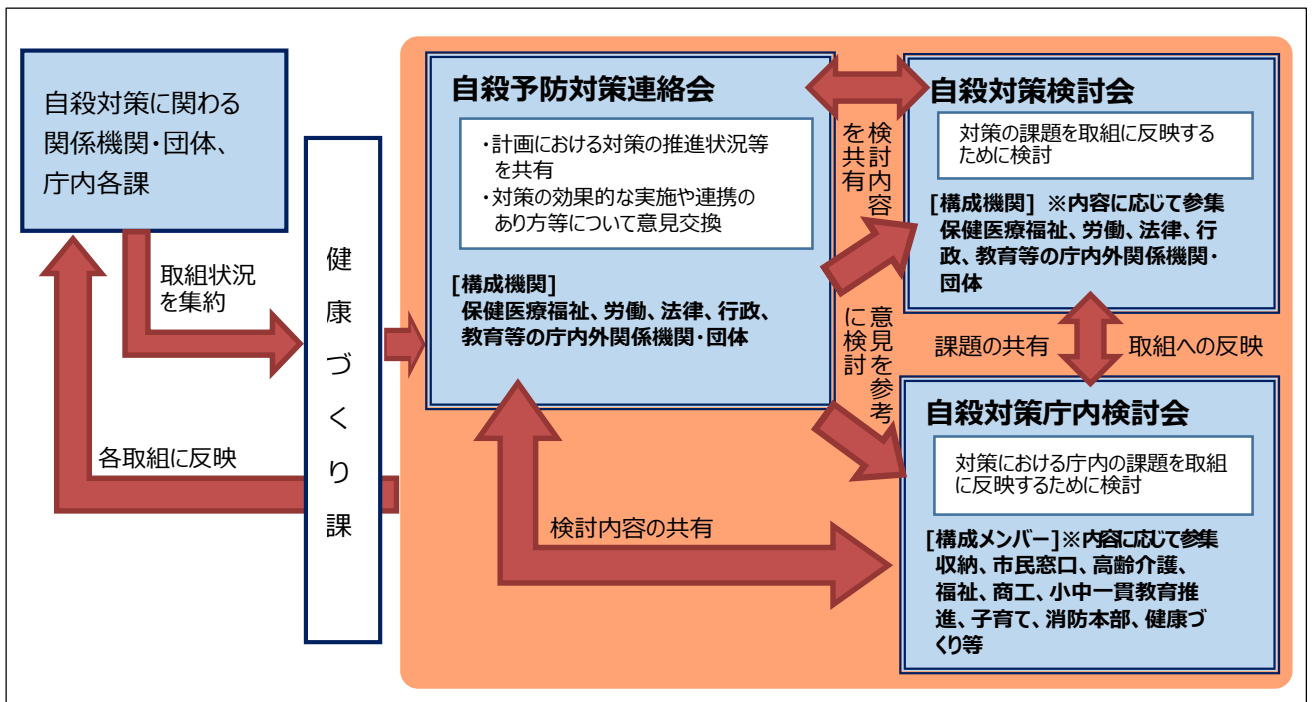 自殺対策に関わる
関係機関・団体、
庁内各課
取組状況
を集約
各取組に反映
健康づくり課
自殺予防対策連絡会
・計画における対策の推進状況等
を共有
・対策の効果的な実施や連携の
あり方等について意見交換
[構成機関]
保健医療福祉、労働、法律、行政、
教育等の庁内外関係機関・団体
検討内容
を共有
意見を参考
に検討
検討内容の共有
自殺対策検討会
対策の課題を取組に反映する
ために検討
[構成機関] ※内容に応じて参集
保健医療福祉、労働、法律、行
政、教育等の庁内外関係機関・
団体
課題の共有
取組への反映
自殺対策庁内検討会
対策における庁内の課題を取組
に反映するために検討
[構成メンバー]※内容に応じて参集
収納、市民窓口、高齢介護、
福祉、商工、小中一貫教育推
進、子育て、消防本部、健康づ
くり等